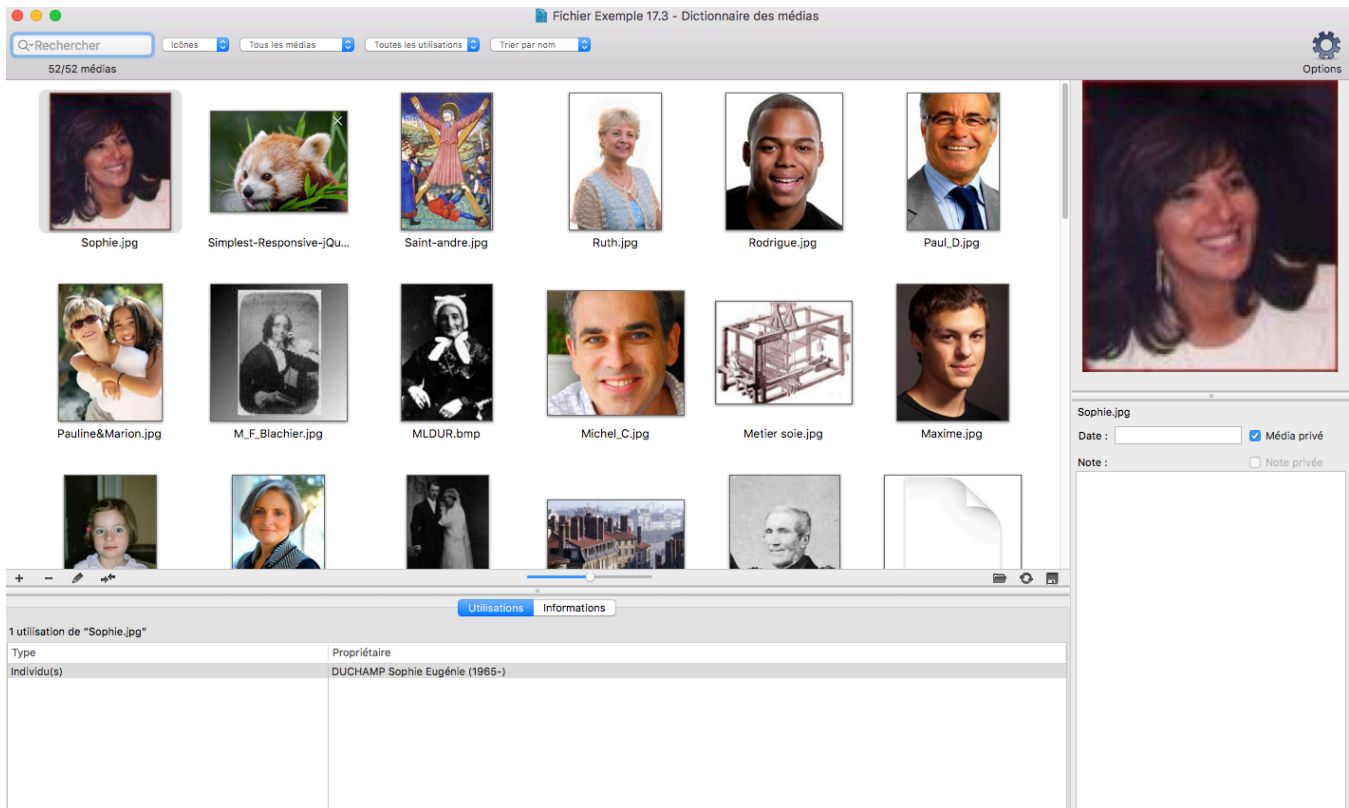 Fichier Exemple 17.3 - Dictionnaire des médias
Rechercher
Icônes
Tous les médias
Toutes les utilisations
Trier par nom
52/52 médias
Options
Sophie.jpg
Simplest-Responsive-jQu...
Saint-andre.jpg
Ruth.jpg
Rodrigue.jpg
Paul_D.jpg
Pauline&Marion.jpg
M_F_Blachier.jpg
MLDUR.bmp
Michel_C.jpg
Metier soie.jpg
Maxime.jpg
Sophie.jpg
Date :
Média privé
Note :
Note privée
Utilisations
Informations
1 utilisation de “Sophie.jpg”
Type
Propriétaire
Individu(s)
DUCHAMP Sophie Eugénie (1965-)